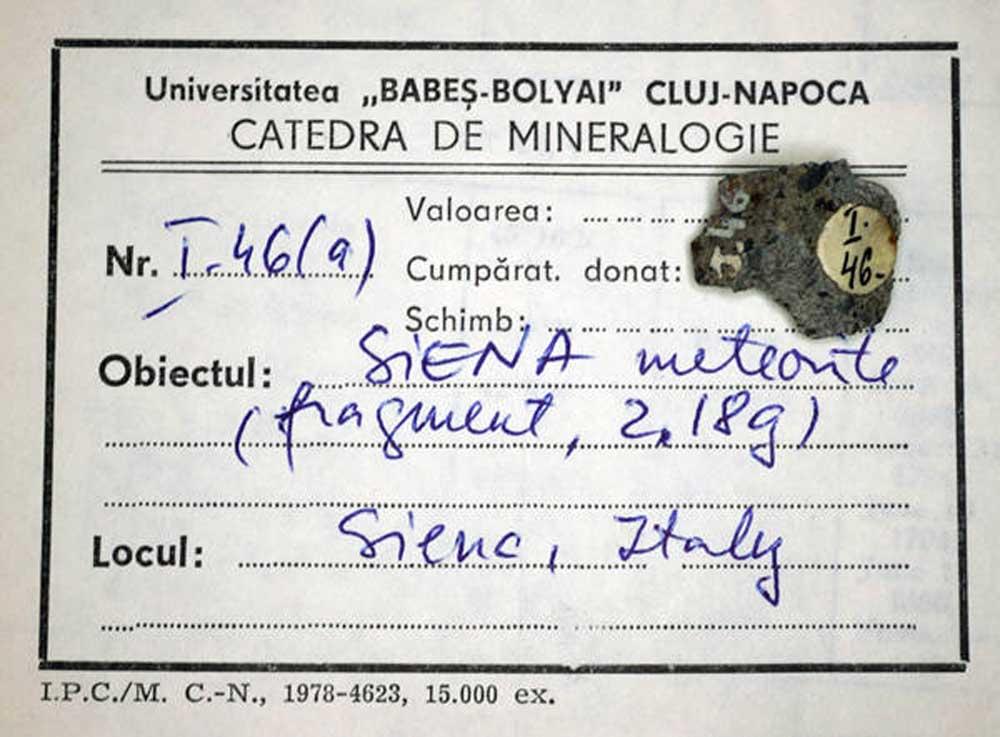 Universitatea „BABEȘ-BOLYAI” CLUJ-NAPOCA
CATEDRA DE MINERALOGIE
Nr. I.46(a)
Valoarea:
Cumpărat. donat:
Schimb:
I.46
I.
46-
Obiectul: SiENA meteorite
(fragment, 2,18g)
Locul: Siena, Italy
I.P.C./M. C.-N., 1978-4623, 15.000 ex.